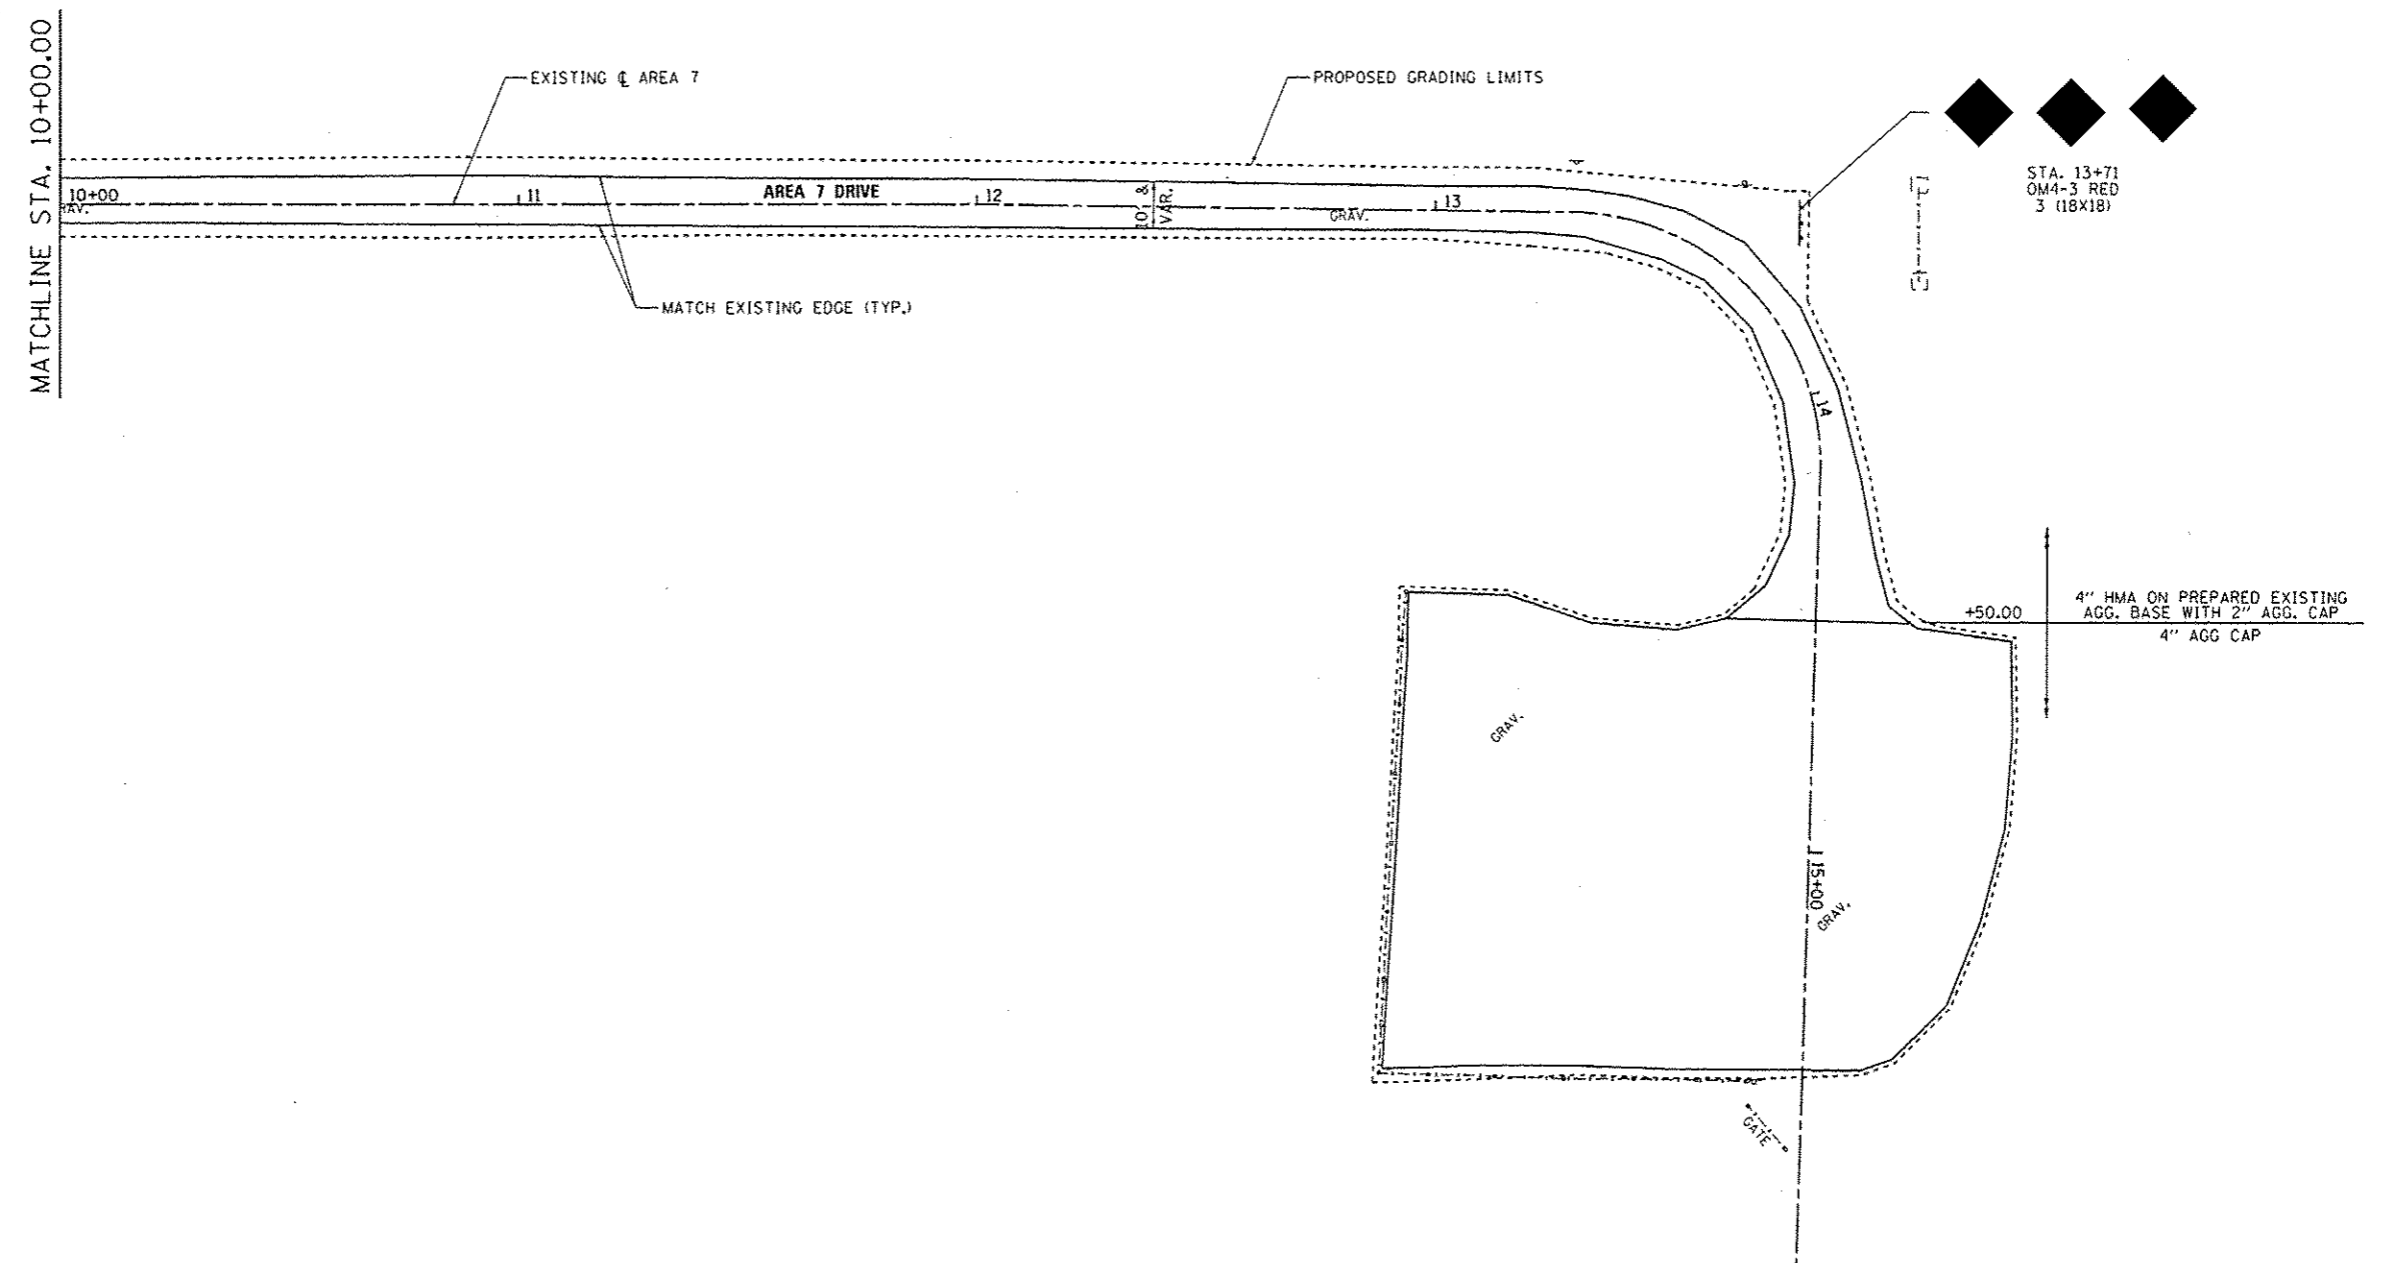 MATCHLINE STA. 10+00.00
EXISTING ℄ AREA 7
PROPOSED GRADING LIMITS
STA. 13+71
OM4-3 RED
3 (18X18)
10+00
11
AREA 7 DRIVE
12
10' &
VAR.
GRAV.
13
MATCH EXISTING EDGE (TYP.)
14
+50.00
4" HMA ON PREPARED EXISTING
AGG. BASE WITH 2" AGG. CAP
4" AGG CAP
GRAV.
15+00
GRAV.
GATE